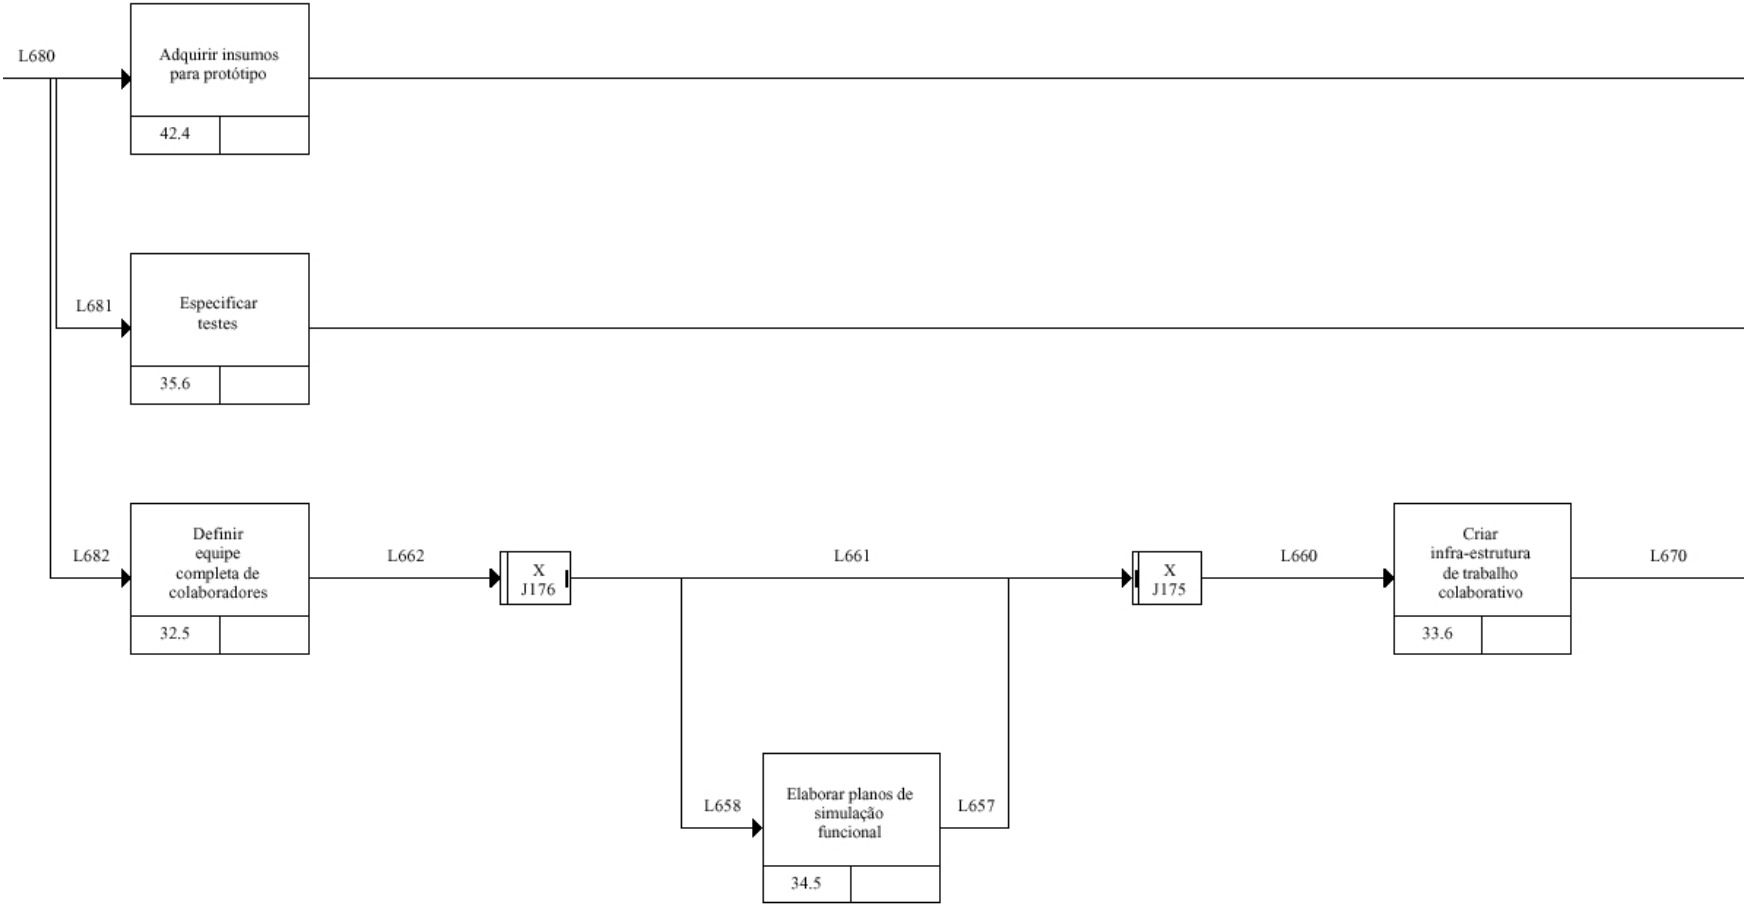 L680
Adquirir insumos
para protótipo
42.4
L681
Especificar
testes
35.6
L682
Definir
equipe
completa de
colaboradores
32.5
L662
X
J176
L661
X
J175
L660
Criar
infra-estrutura
de trabalho
colaborativo
33.6
L670
L658
Elaborar planos de
simulação
funcional
34.5
L657